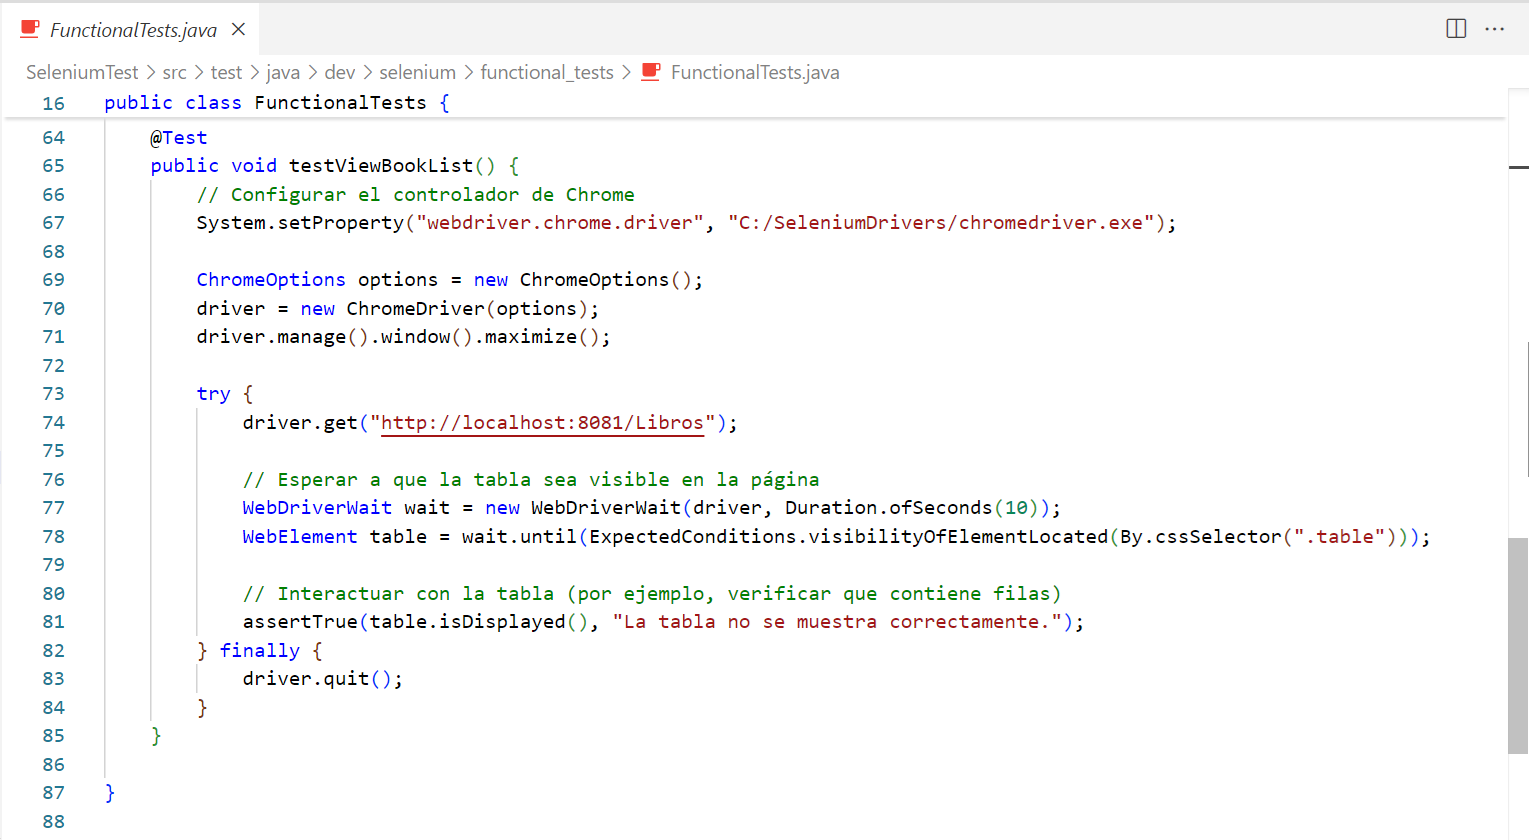 FunctionalTests.java
SeleniumTest > src > test > java > dev > selenium > functional_tests > FunctionalTests.java
16 public class FunctionalTests {
64     @Test
65     public void testViewBookList() {
66         // Configurar el controlador de Chrome
67         System.setProperty("webdriver.chrome.driver", "C:/SeleniumDrivers/chromedriver.exe");
68
69         ChromeOptions options = new ChromeOptions();
70         driver = new ChromeDriver(options);
71         driver.manage().window().maximize();
72
73         try {
74             driver.get("http://localhost:8081/Libros");
75
76             // Esperar a que la tabla sea visible en la página
77             WebDriverWait wait = new WebDriverWait(driver, Duration.ofSeconds(10));
78             WebElement table = wait.until(ExpectedConditions.visibilityOfElementLocated(By.cssSelector(".table")));
79
80             // Interactuar con la tabla (por ejemplo, verificar que contiene filas)
81             assertTrue(table.isDisplayed(), "La tabla no se muestra correctamente.");
82         } finally {
83             driver.quit();
84         }
85     }
86
87 }
88